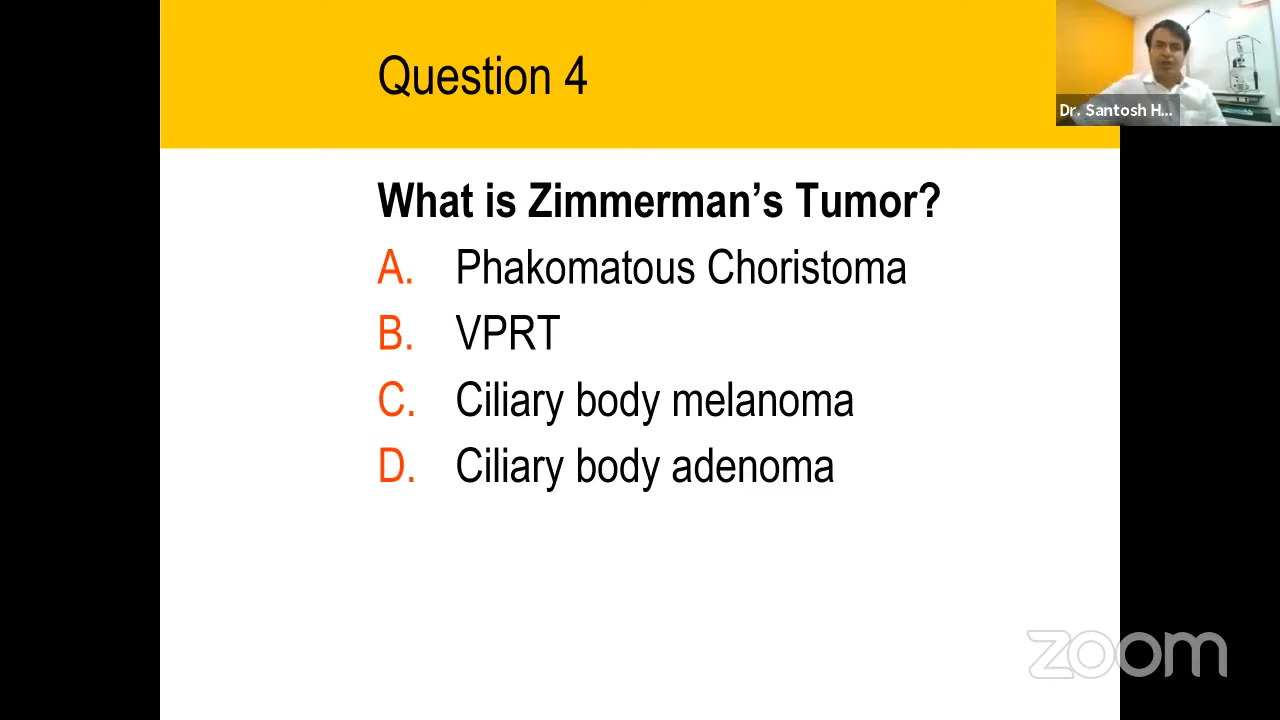 Question 4
Dr. Santosh H...
What is Zimmerman’s Tumor?
A. Phakomatous Choristoma
B. VPRT
C. Ciliary body melanoma
D. Ciliary body adenoma
zoom